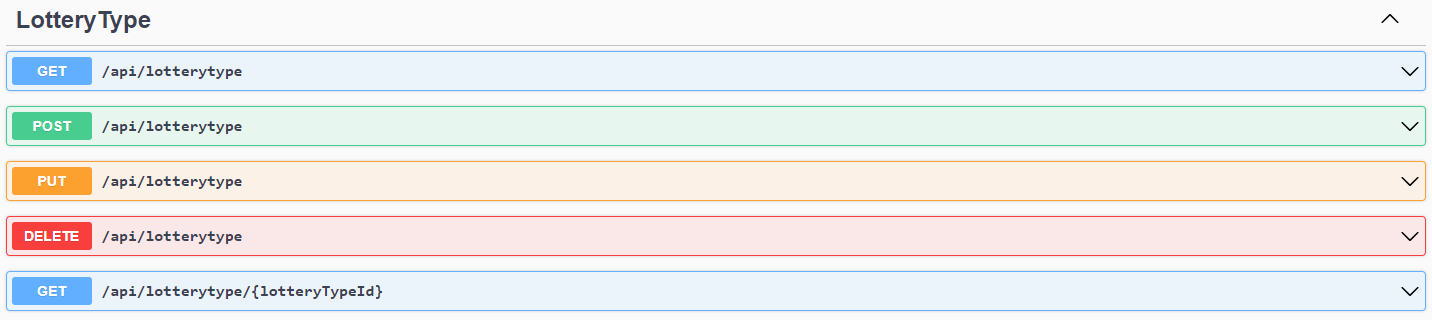 LotteryType
GET /api/lotterytype
POST /api/lotterytype
PUT /api/lotterytype
DELETE /api/lotterytype
GET /api/lotterytype/{lotteryTypeId}